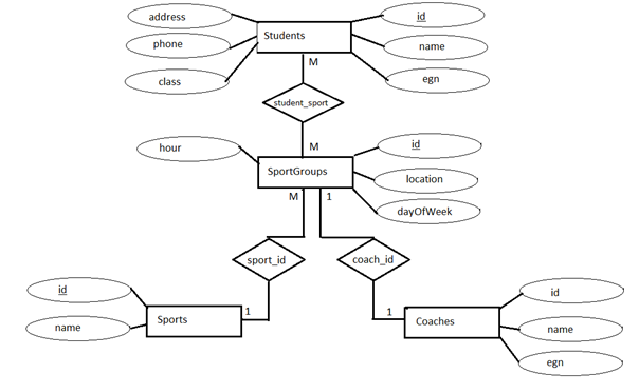 address
id
Students
phone
name
class
egn
M
student_sport
M
hour
id
SportGroups
location
dayOfWeek
M
1
sport_id
coach_id
id
id
name
Sports
1
1
Coaches
name
egn